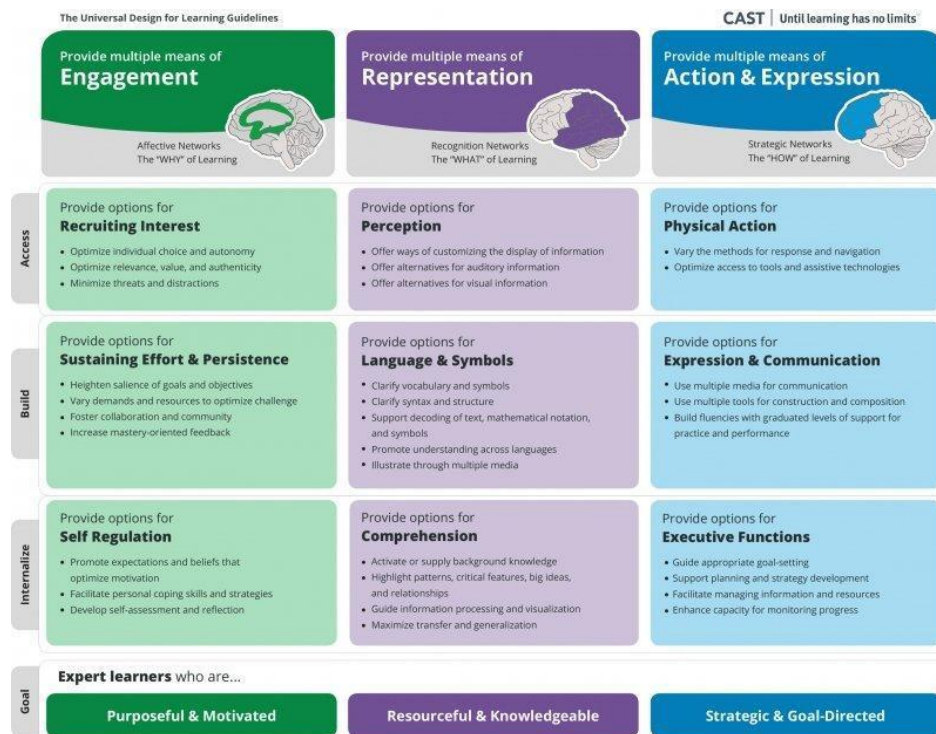 The Universal Design for Learning Guidelines
CAST | Until learning has no limits
Provide multiple means of
Engagement
Affective Networks
The "WHY" of Learning
Provide multiple means of
Representation
Recognition Networks
The "WHAT" of Learning
Provide multiple means of
Action & Expression
Strategic Networks
The "HOW" of Learning
Access
Provide options for
Recruiting Interest
• Optimize individual choice and autonomy
• Optimize relevance, value, and authenticity
• Minimize threats and distractions
Provide options for
Perception
• Offer ways of customizing the display of information
• Offer alternatives for auditory information
• Offer alternatives for visual information
Provide options for
Physical Action
• Vary the methods for response and navigation
• Optimize access to tools and assistive technologies
Build
Provide options for
Sustaining Effort & Persistence
• Heighten salience of goals and objectives
• Vary demands and resources to optimize challenge
• Foster collaboration and community
• Increase mastery-oriented feedback
Provide options for
Language & Symbols
• Clarify vocabulary and symbols
• Clarify syntax and structure
• Support decoding of text, mathematical notation,
and symbols
• Promote understanding across languages
• Illustrate through multiple media
Provide options for
Expression & Communication
• Use multiple media for communication
• Use multiple tools for construction and composition
• Build fluencies with graduated levels of support for
practice and performance
Internalize
Provide options for
Self Regulation
• Promote expectations and beliefs that
optimize motivation
• Facilitate personal coping skills and strategies
• Develop self-assessment and reflection
Provide options for
Comprehension
• Activate or supply background knowledge
• Highlight patterns, critical features, big ideas,
and relationships
• Guide information processing and visualization
• Maximize transfer and generalization
Provide options for
Executive Functions
• Guide appropriate goal-setting
• Support planning and strategy development
• Facilitate managing information and resources
• Enhance capacity for monitoring progress
Goal
Expert learners who are...
Purposeful & Motivated
Resourceful & Knowledgeable
Strategic & Goal-Directed